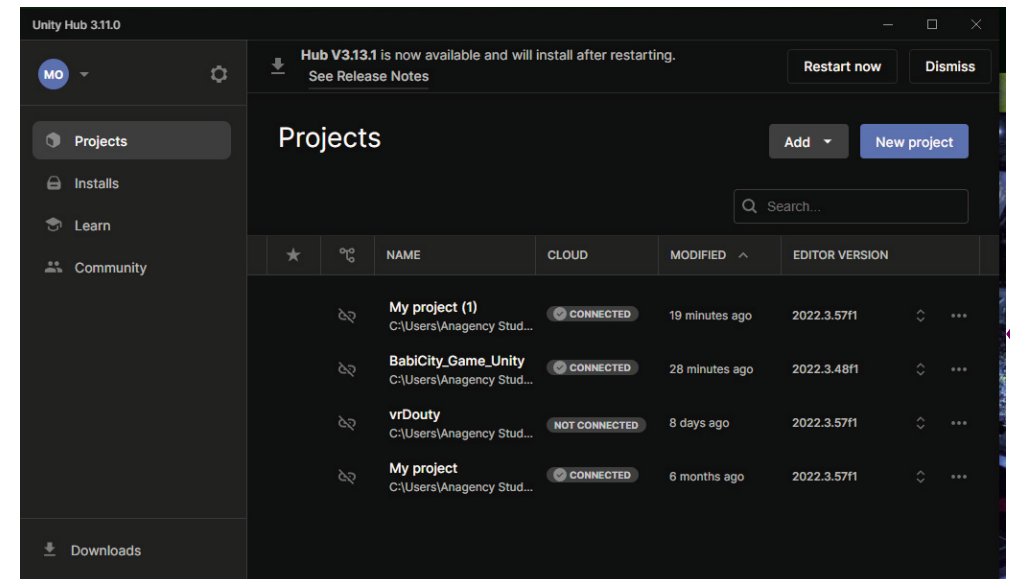 Unity Hub 3.11.0
MO
Hub V3.13.1 is now available and will install after restarting.
See Release Notes
Restart now
Dismiss
Projects
Installs
Learn
Community
Downloads
Projects
Add
New project
Search...
NAME CLOUD MODIFIED EDITOR VERSION
My project (1)
C:\Users\Anagency Stud...
CONNECTED 19 minutes ago 2022.3.57f1
BabiCity_Game_Unity
C:\Users\Anagency Stud...
CONNECTED 28 minutes ago 2022.3.48f1
vrDouty
C:\Users\Anagency Stud...
NOT CONNECTED 8 days ago 2022.3.57f1
My project
C:\Users\Anagency Stud...
CONNECTED 6 months ago 2022.3.57f1